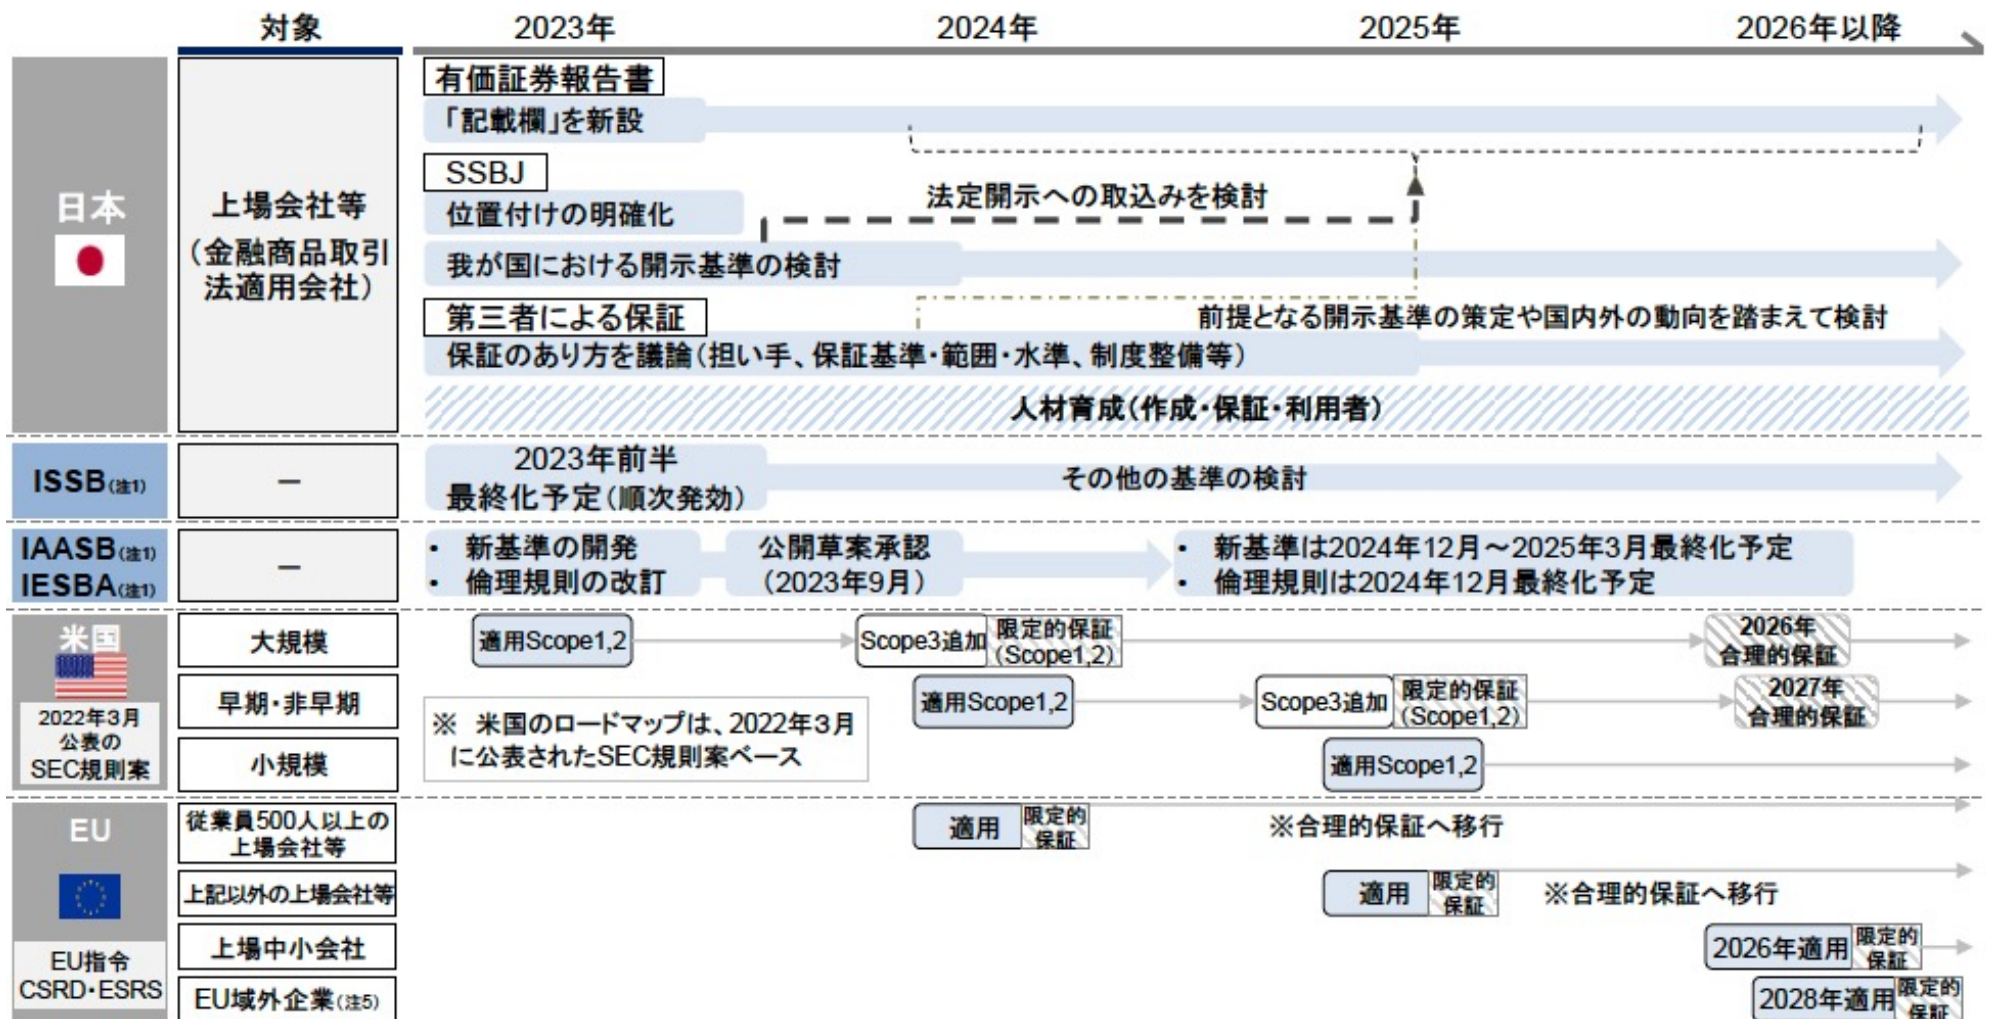 対象
2023年
2024年
2025年
2026年以降
日本
上場会社等
（金融商品取引
法適用会社）
有価証券報告書
「記載欄」を新設
SSBJ
位置付けの明確化
法定開示への取込みを検討
我が国における開示基準の検討
第三者による保証
前提となる開示基準の策定や国内外の動向を踏まえて検討
保証のあり方を議論（担い手、保証基準・範囲・水準、制度整備等）
人材育成（作成・保証・利用者）
ISSB(注1)
－
2023年前半
最終化予定（順次発効）
その他の基準の検討
IAASB(注1)
IESBA(注1)
－
・ 新基準の開発
・ 倫理規則の改訂
公開草案承認
（2023年9月）
・ 新基準は2024年12月～2025年3月最終化予定
・ 倫理規則は2024年12月最終化予定
米国
2022年3月
公表の
SEC規則案
大規模
適用Scope1,2
Scope3追加
限定的保証
（Scope1,2）
2026年
合理的保証
早期・非早期
適用Scope1,2
Scope3追加
限定的保証
（Scope1,2）
2027年
合理的保証
※ 米国のロードマップは、2022年3月
に公表されたSEC規則案ベース
小規模
適用Scope1,2
EU
EU指令
CSRD・ESRS
従業員500人以上の
上場会社等
適用
限定的
保証
※合理的保証へ移行
上記以外の上場会社等
適用
限定的
保証
※合理的保証へ移行
上場中小会社
2026年適用
限定的
保証
EU域外企業(注5)
2028年適用
限定的
保証